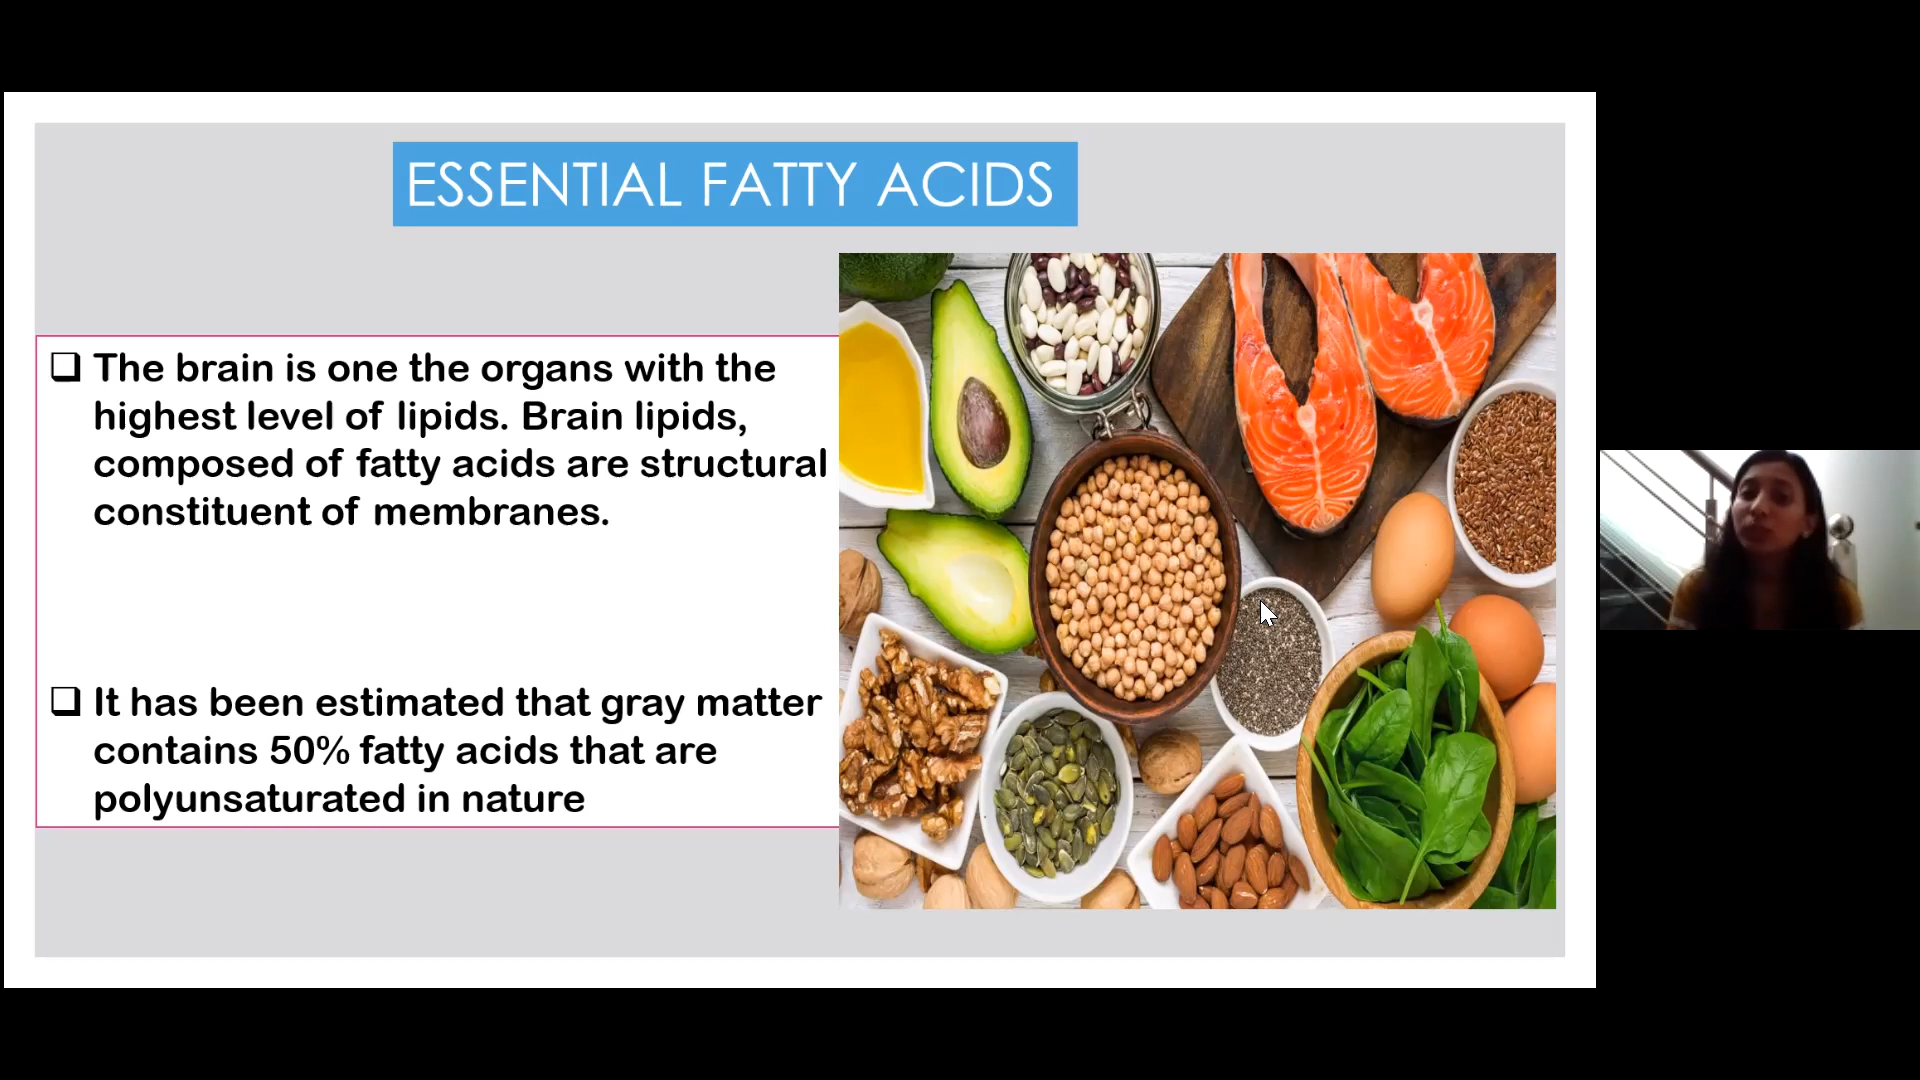 ESSENTIAL FATTY ACIDS
The brain is one the organs with the
highest level of lipids. Brain lipids,
composed of fatty acids are structural
constituent of membranes.
It has been estimated that gray matter
contains 50% fatty acids that are
polyunsaturated in nature